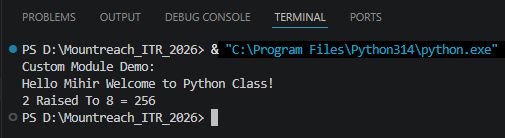 PROBLEMS OUTPUT DEBUG CONSOLE TERMINAL PORTS
PS D:\Mountreach_ITR_2026> & "C:\Program Files\Python314\python.exe"
Custom Module Demo:
Hello Mihir Welcome to Python Class!
2 Raised To 8 = 256
PS D:\Mountreach_ITR_2026>